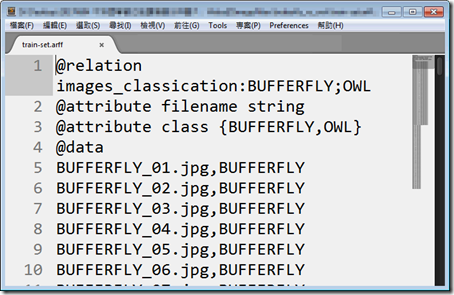 檔案(F) 編輯(E) 選取(S) 尋找(I) 檢視(V) 前往(G) Tools 專案(P) Preferences 幫助(H)
train-set.arff ×
1 @relation
images_classication:BUFFERFLY;OWL
2 @attribute filename string
3 @attribute class {BUFFERFLY,OWL}
4 @data
5 BUFFERFLY_01.jpg,BUFFERFLY
6 BUFFERFLY_02.jpg,BUFFERFLY
7 BUFFERFLY_03.jpg,BUFFERFLY
8 BUFFERFLY_04.jpg,BUFFERFLY
9 BUFFERFLY_05.jpg,BUFFERFLY
10 BUFFERFLY_06.jpg,BUFFERFLY